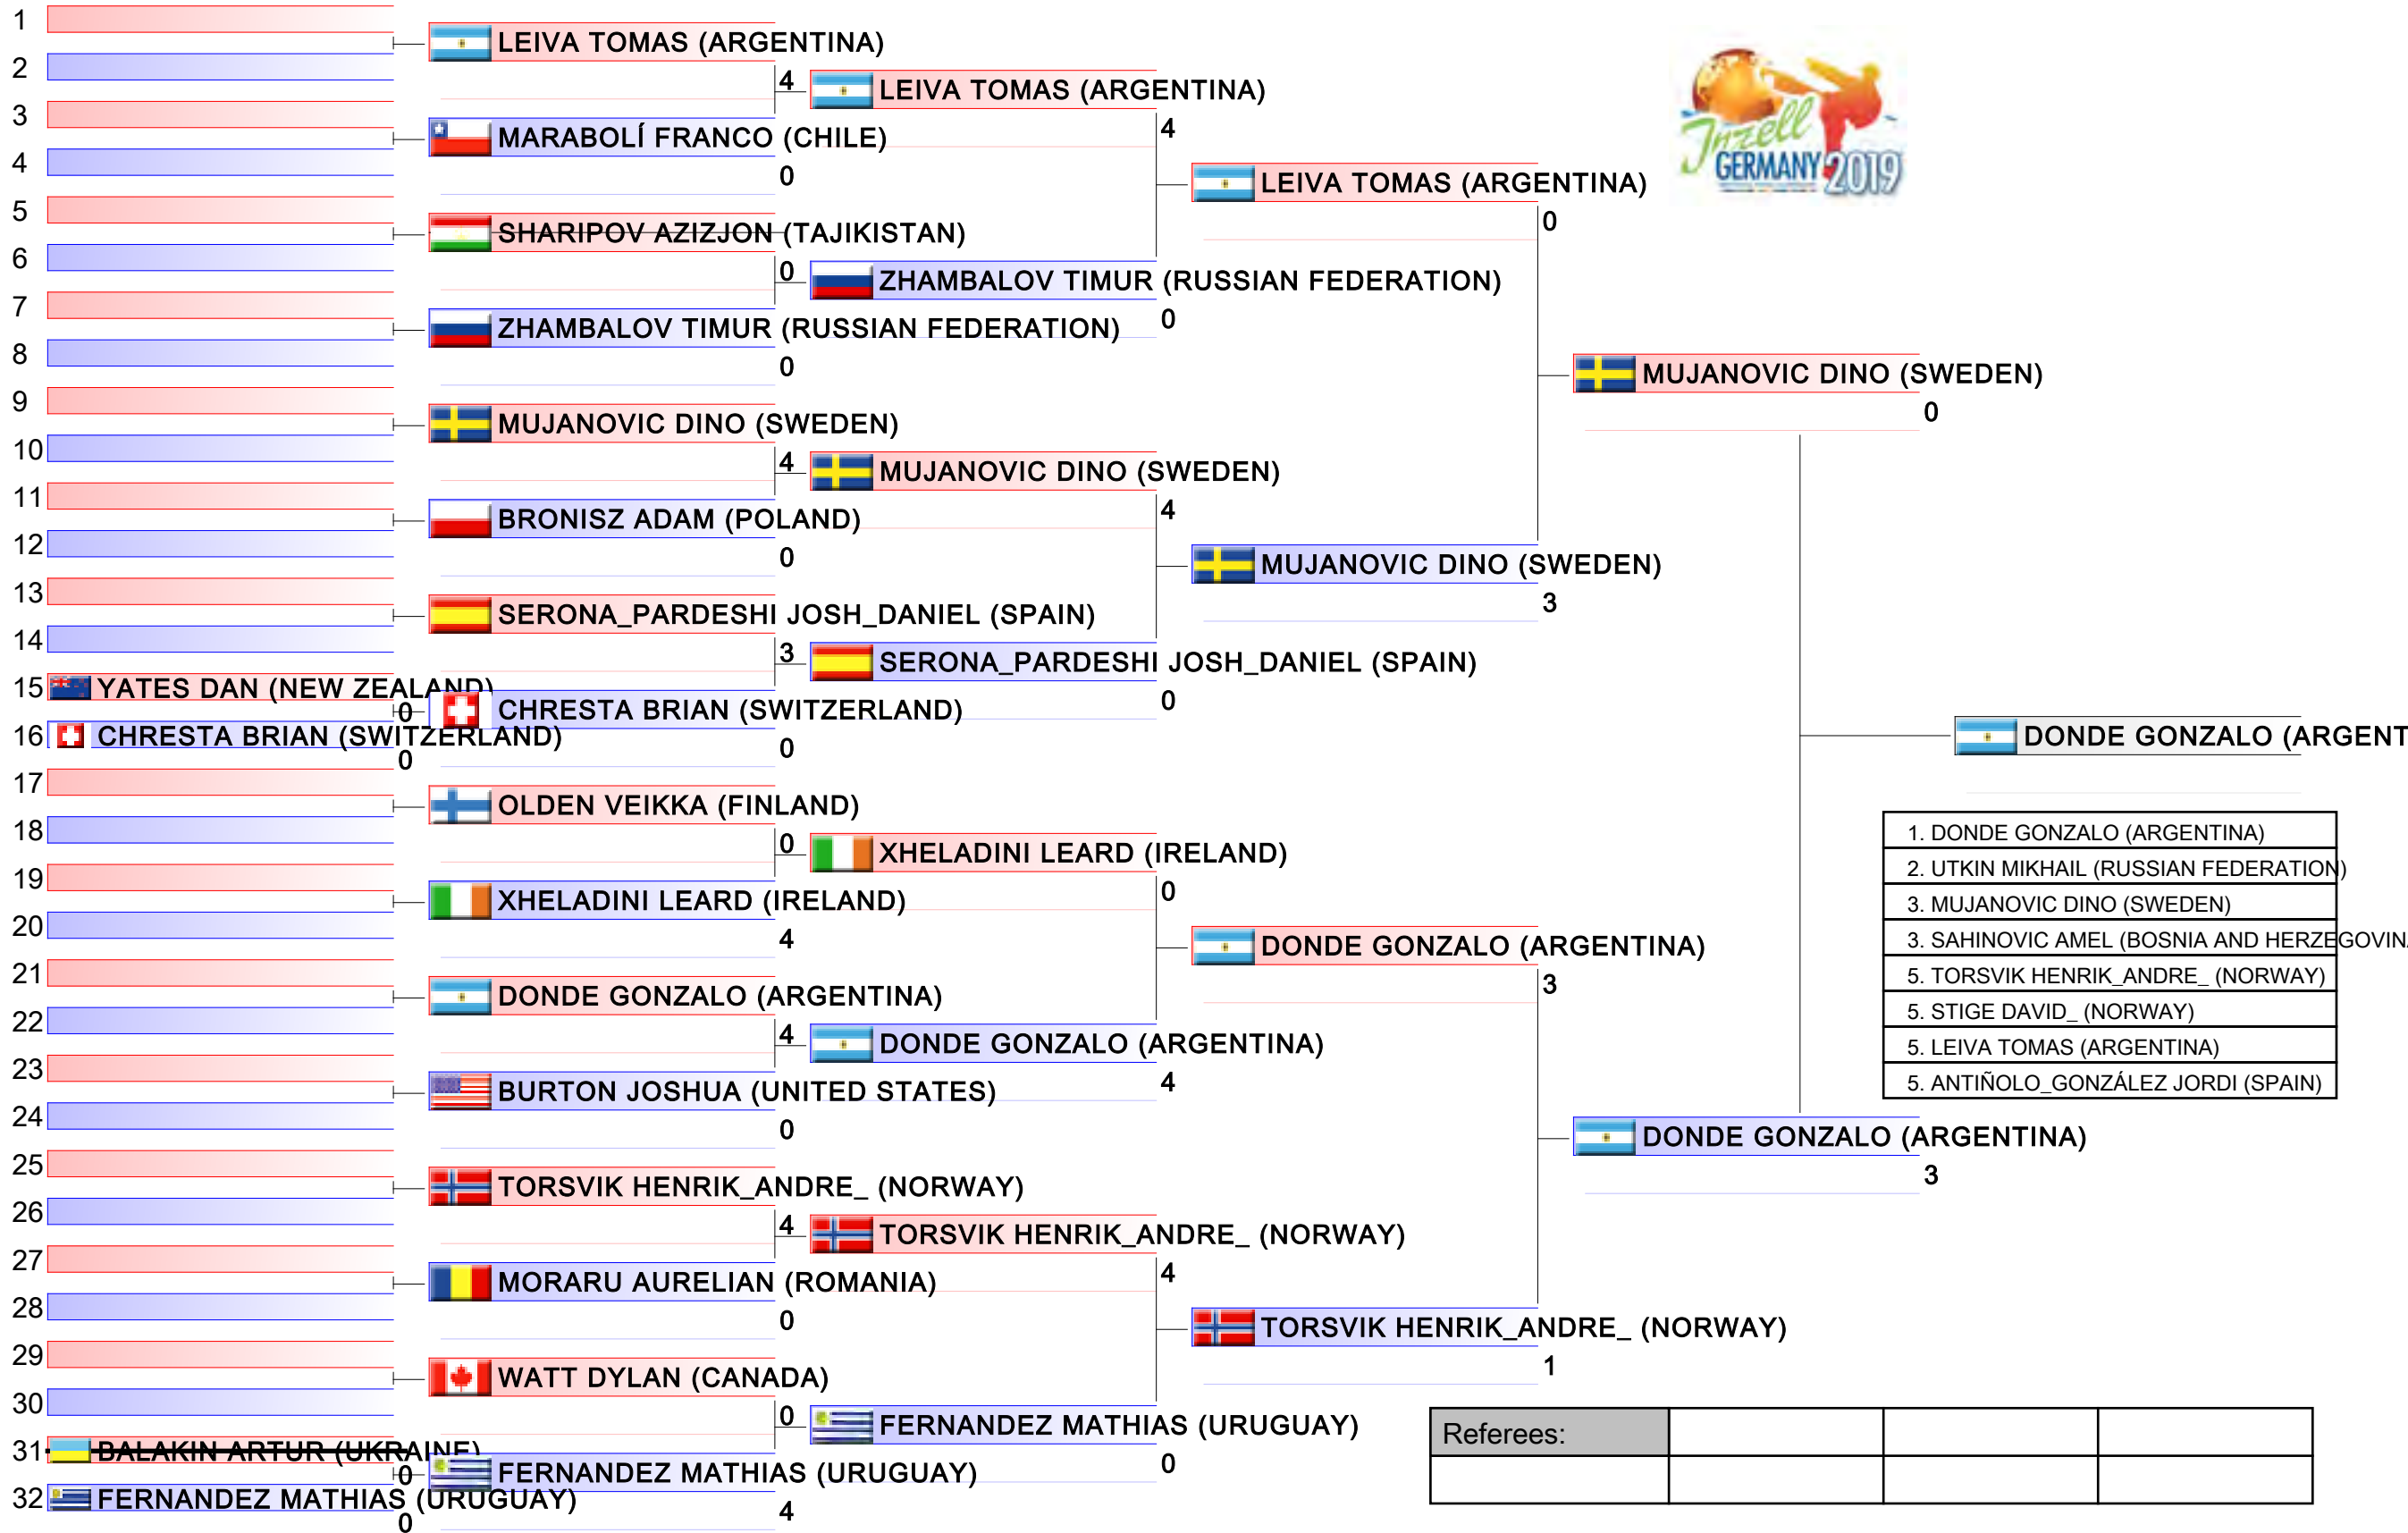 1
LEIVA TOMAS (ARGENTINA)
2
4
LEIVA TOMAS (ARGENTINA)
3
4
MARABOLÍ FRANCO (CHILE)
4
0
LEIVA TOMAS (ARGENTINA)
0
Inzell
GERMANY 2019
5
SHARIPOV AZIZJON (TAJIKISTAN)
6
0
ZHAMBALOV TIMUR (RUSSIAN FEDERATION)
0
7
ZHAMBALOV TIMUR (RUSSIAN FEDERATION)
8
0
MUJANOVIC DINO (SWEDEN)
0
9
MUJANOVIC DINO (SWEDEN)
10
4
MUJANOVIC DINO (SWEDEN)
4
11
BRONISZ ADAM (POLAND)
12
0
MUJANOVIC DINO (SWEDEN)
3
13
SERONA_PARDESHI JOSH_DANIEL (SPAIN)
14
3
SERONA_PARDESHI JOSH_DANIEL (SPAIN)
0
15
YATES DAN (NEW ZEALAND)
0
CHRESTA BRIAN (SWITZERLAND)
0
16
CHRESTA BRIAN (SWITZERLAND)
0
DONDE GONZALO (ARGENT
17
OLDEN VEIKKA (FINLAND)
18
0
XHELADINI LEARD (IRELAND)
0
19
XHELADINI LEARD (IRELAND)
20
4
DONDE GONZALO (ARGENTINA)
3
21
DONDE GONZALO (ARGENTINA)
22
4
DONDE GONZALO (ARGENTINA)
4
23
BURTON JOSHUA (UNITED STATES)
24
0
DONDE GONZALO (ARGENTINA)
3
1. DONDE GONZALO (ARGENTINA)
2. UTKIN MIKHAIL (RUSSIAN FEDERATION)
3. MUJANOVIC DINO (SWEDEN)
3. SAHINOVIC AMEL (BOSNIA AND HERZEGOVIN
5. TORSVIK HENRIK_ANDRE_ (NORWAY)
5. STIGE DAVID_ (NORWAY)
5. LEIVA TOMAS (ARGENTINA)
5. ANTIÑOLO_GONZÁLEZ JORDI (SPAIN)
25
TORSVIK HENRIK_ANDRE_ (NORWAY)
26
4
TORSVIK HENRIK_ANDRE_ (NORWAY)
4
27
MORARU AURELIAN (ROMANIA)
28
0
TORSVIK HENRIK_ANDRE_ (NORWAY)
1
29
WATT DYLAN (CANADA)
30
0
FERNANDEZ MATHIAS (URUGUAY)
0
31
BALAKIN ARTUR (UKRAINE)
0
FERNANDEZ MATHIAS (URUGUAY)
4
32
FERNANDEZ MATHIAS (URUGUAY)
0
Referees: